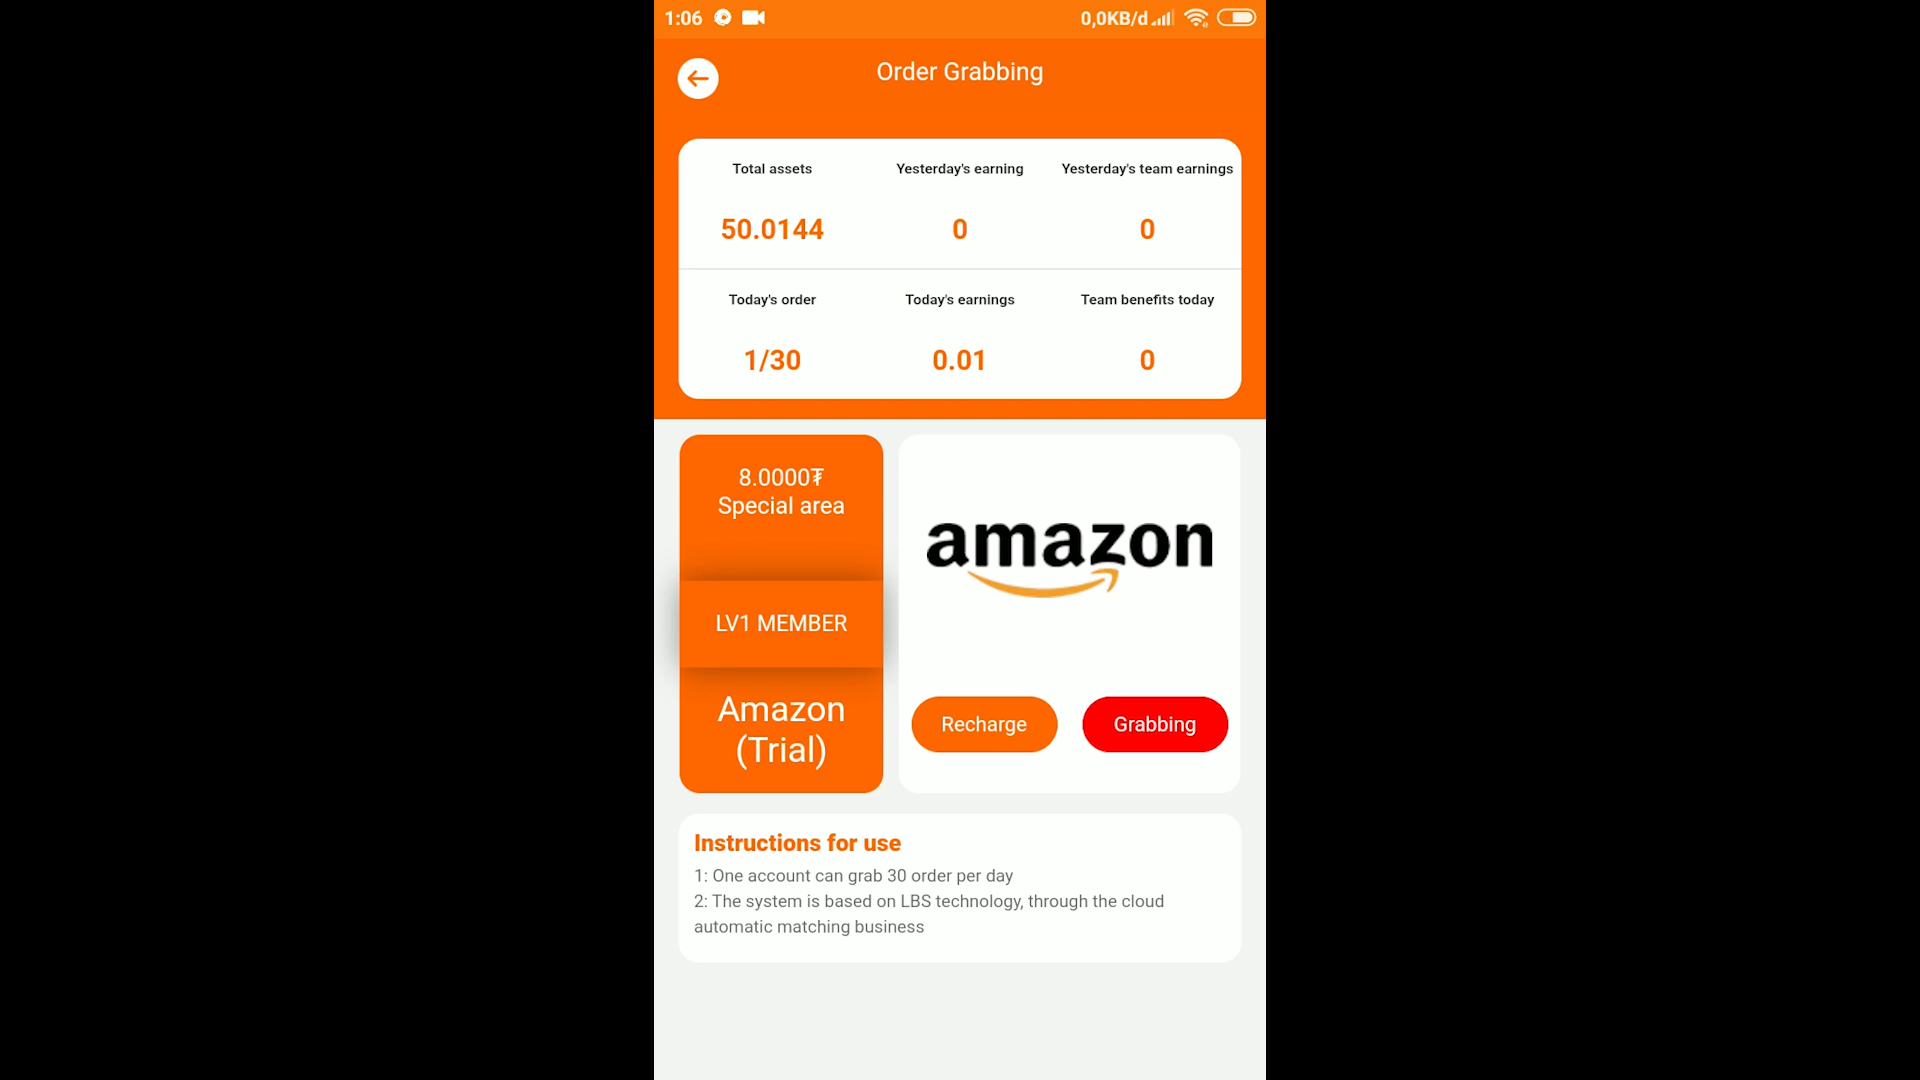 1:06
0,0KB/d
Order Grabbing
Total assets
Yesterday's earning
Yesterday's team earnings
50.0144
0
0
Today's order
Today's earnings
Team benefits today
1/30
0.01
0
8.0000₮
Special area
LV1 MEMBER
Amazon
(Trial)
amazon
Recharge
Grabbing
Instructions for use
1: One account can grab 30 order per day
2: The system is based on LBS technology, through the cloud
automatic matching business